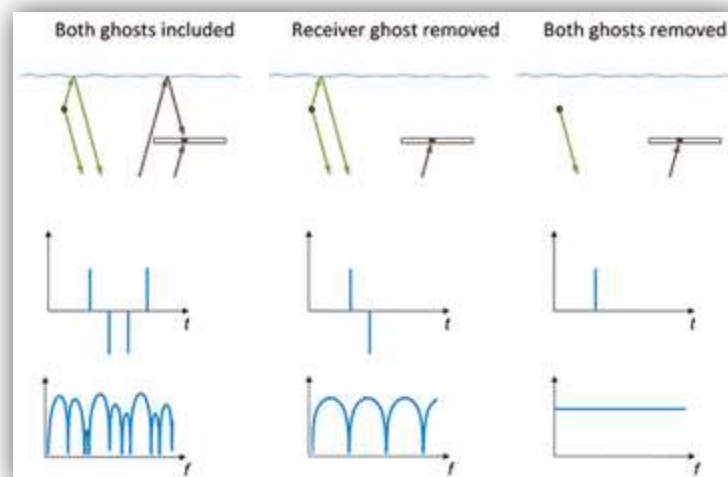 Both ghosts included
Receiver ghost removed
Both ghosts removed
t
t
t
f
f
f